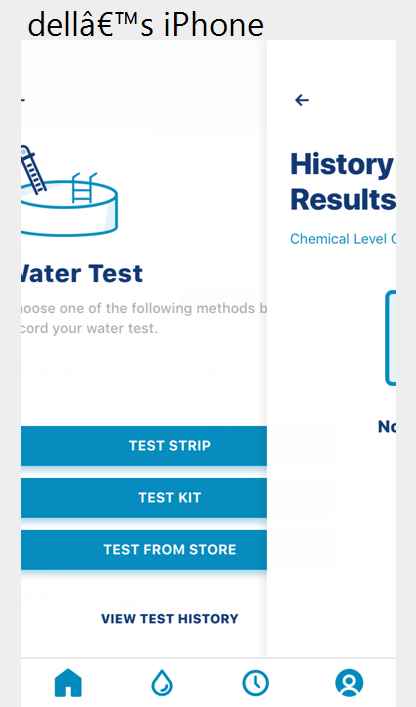 dellâ€™s iPhone
Water Test
hoose one of the following methods b
cord your water test.
TEST STRIP
TEST KIT
TEST FROM STORE
VIEW TEST HISTORY
History
Results
Chemical Level
No